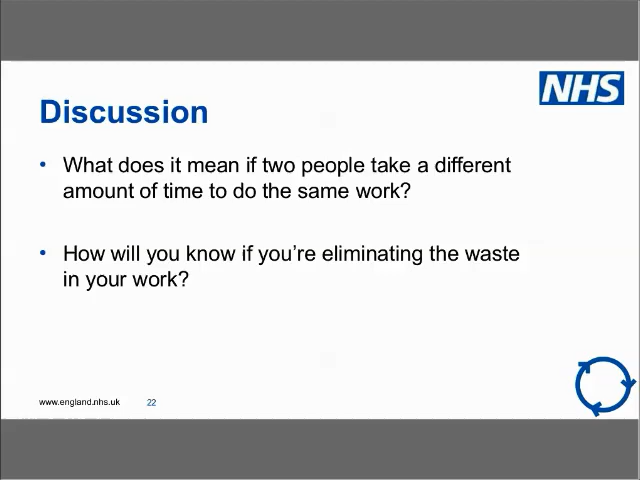 NHS
Discussion
• What does it mean if two people take a different
amount of time to do the same work?
• How will you know if you’re eliminating the waste
in your work?
www.england.nhs.uk 22